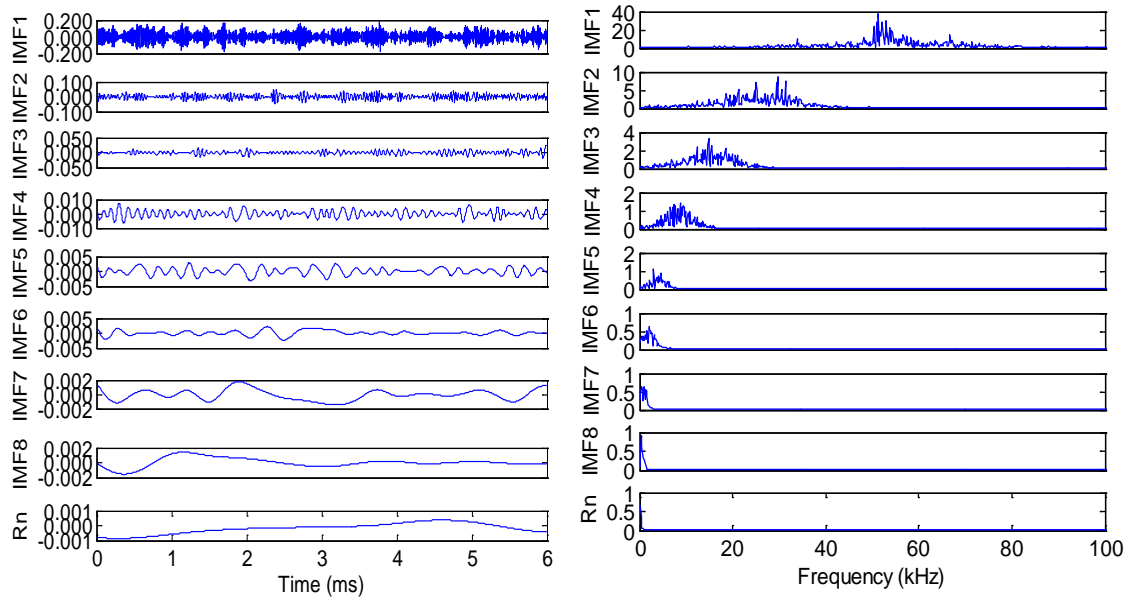 IMF1
0.200
0.000
-0.200
IMF2
0.100
0.000
-0.100
IMF3
0.050
0.000
-0.050
IMF4
0.010
0.000
-0.010
IMF5
0.005
0.000
-0.005
IMF6
0.005
0.000
-0.005
IMF7
0.002
0.000
-0.002
IMF8
0.002
0.000
-0.002
Rn
0.001
0.000
-0.001
0 1 2 3 4 5 6
Time (ms)
IMF1
40
20
0
IMF2
10
5
0
IMF3
4
2
0
IMF4
2
1
0
IMF5
2
1
0
IMF6
1
0.5
0
IMF7
1
0.5
0
IMF8
1
0.5
0
Rn
1
0.5
0
0 20 40 60 80 100
Frequency (kHz)